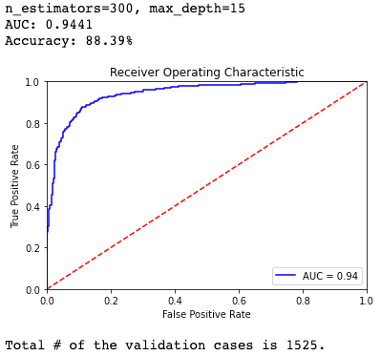 n_estimators=300, max_depth=15
AUC: 0.9441
Accuracy: 88.39%
Receiver Operating Characteristic
True Positive Rate
1.0
0.8
0.6
0.4
0.2
0.0
AUC = 0.94
0.0 0.2 0.4 0.6 0.8 1.0
False Positive Rate
Total # of the validation cases is 1525.